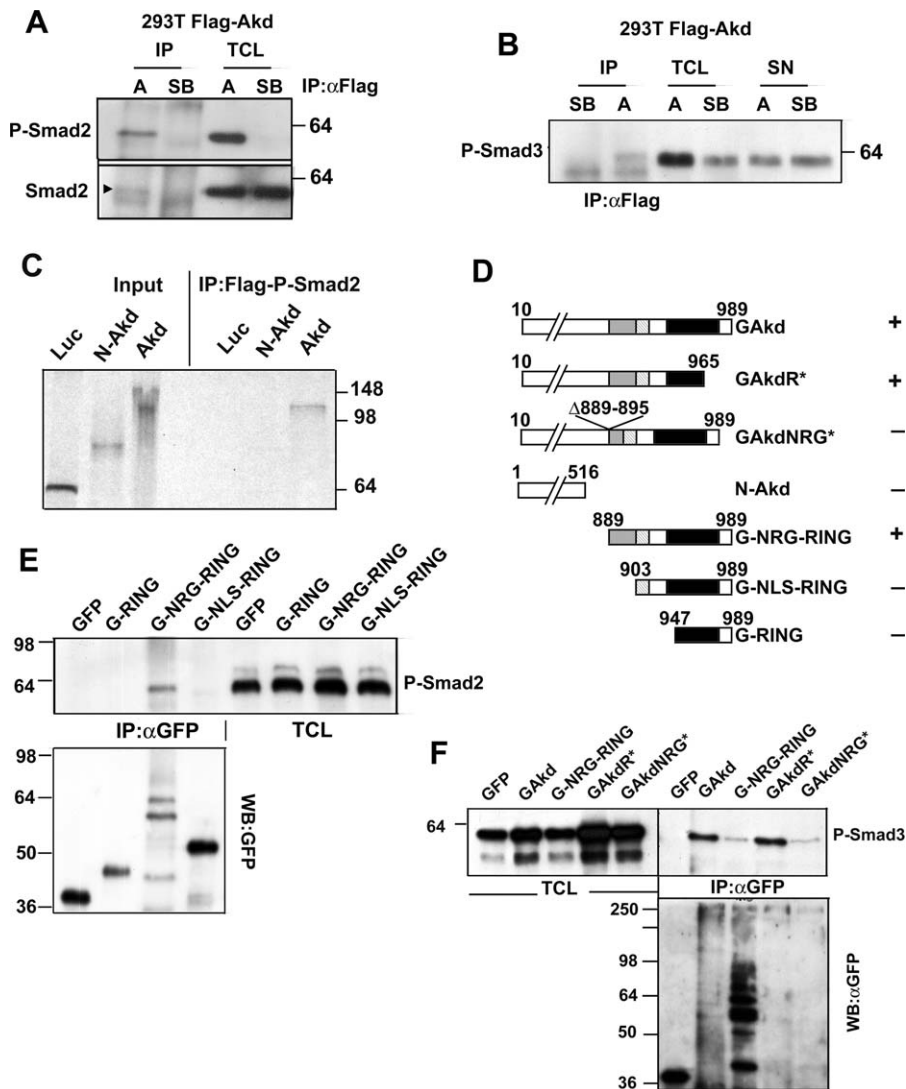 A
293T Flag-Akd
IP TCL
A SB A SB IP:αFlag
P-Smad2
64
Smad2
64
B
293T Flag-Akd
IP TCL SN
SB A A SB A SB
P-Smad3
64
IP:αFlag
C
Input IP:Flag-P-Smad2
Luc N-Akd Akd Luc N-Akd Akd
148
98
64
D
10 989
GAkd +
10 965
GAkdR* +
Δ889-895
10 989
GAkdNRG* –
1 516
N-Akd –
889 989
G-NRG-RING +
903 989
G-NLS-RING –
947 989
G-RING –
E
GFP G-RING G-NRG-RING G-NLS-RING GFP G-RING G-NRG-RING G-NLS-RING
98
64
P-Smad2
IP:αGFP TCL
98
64
50
36
WB:GFP
F
GFP GAkd G-NRG-RING GAkdR* GAkdNRG* GFP GAkd G-NRG-RING GAkdR* GAkdNRG*
64
P-Smad3
TCL IP:αGFP
250
98
64
50
36
WB:αGFP